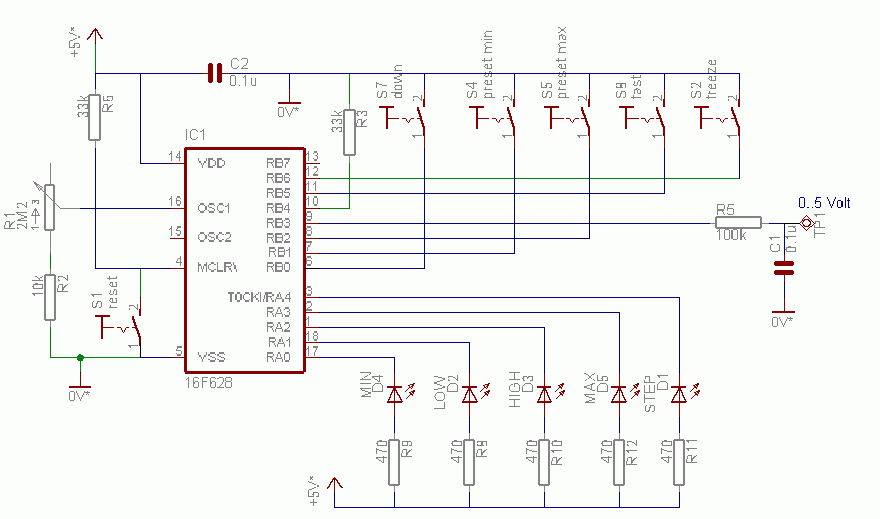 +5V*
C2
0.1u
0V*
33k
R6
33k
R3
S7
down
S4
preset min
S5
preset max
fast
S2
freeze
2
1
2
1
2
1
2
1
2
1
IC1
14
VDD
16
OSC1
15
OSC2
4
MCLR\
5
VSS
RB7
13
RB6
12
RB5
11
RB4
10
RB3
9
RB2
8
RB1
7
RB0
6
T0CKI/RA4
3
RA3
2
RA2
1
RA1
18
RA0
17
16F628
R1
2M2
1
3
10k
R2
S1
reset
2
1
0V*
R5
100k
0..5 Volt
TP1
C1
0.1u
0V*
MIN
D4
LOW
D2
HIGH
D3
MAX
D5
STEP
D1
470
470
R10
470
R12
470
R11
470
+5V*